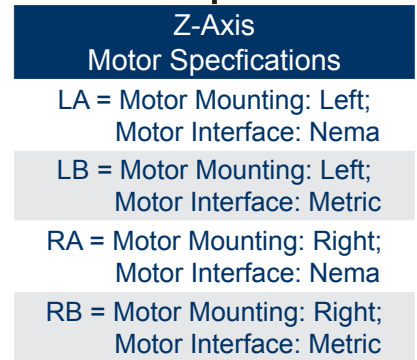 Z-Axis
Motor Specfications
LA = Motor Mounting: Left;
Motor Interface: Nema
LB = Motor Mounting: Left;
Motor Interface: Metric
RA = Motor Mounting: Right;
Motor Interface: Nema
RB = Motor Mounting: Right;
Motor Interface: Metric